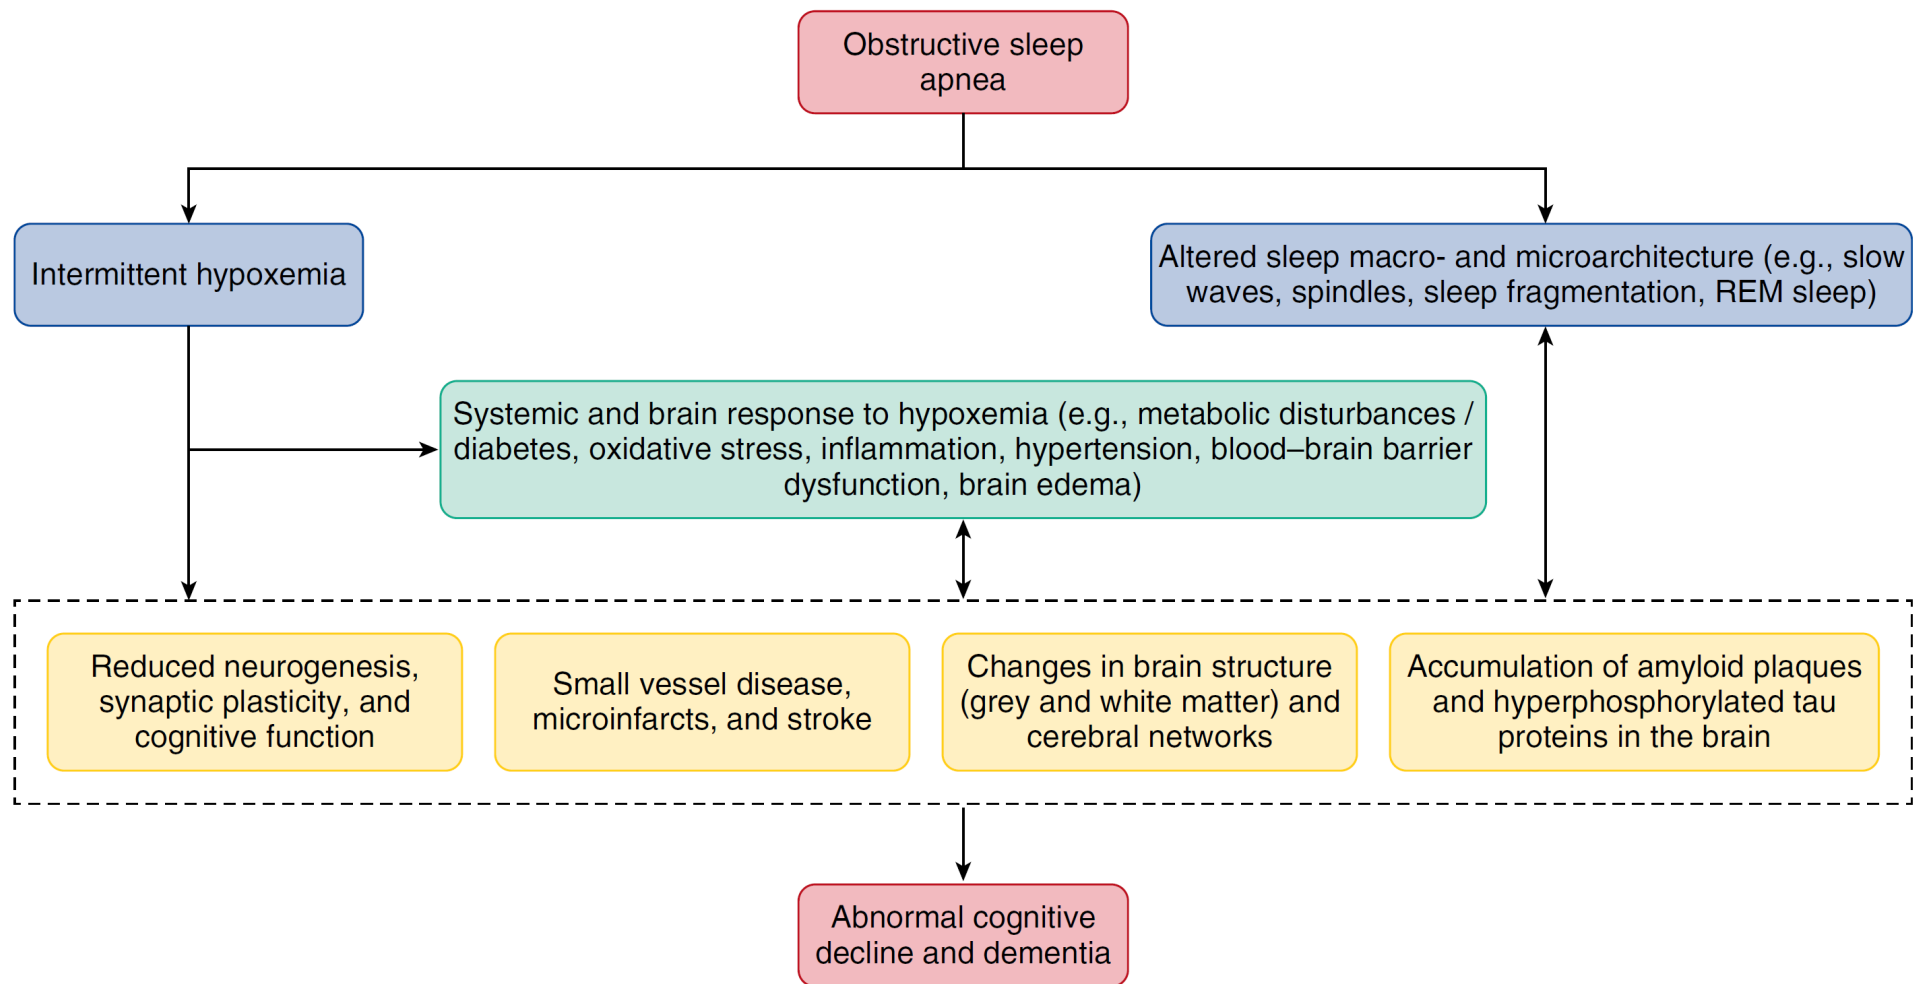 Obstructive sleep
apnea
Intermittent hypoxemia
Altered sleep macro- and microarchitecture (e.g., slow
waves, spindles, sleep fragmentation, REM sleep)
Systemic and brain response to hypoxemia (e.g., metabolic disturbances /
diabetes, oxidative stress, inflammation, hypertension, blood–brain barrier
dysfunction, brain edema)
Reduced neurogenesis,
synaptic plasticity, and
cognitive function
Small vessel disease,
microinfarcts, and stroke
Changes in brain structure
(grey and white matter) and
cerebral networks
Accumulation of amyloid plaques
and hyperphosphorylated tau
proteins in the brain
Abnormal cognitive
decline and dementia